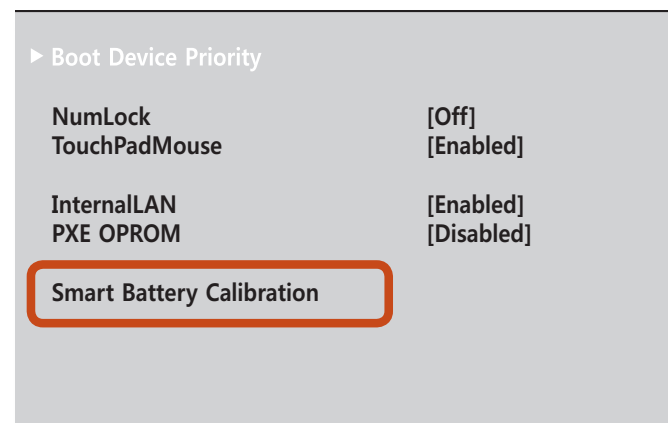 ▶ Boot Device Priority
NumLock [Off]
TouchPadMouse [Enabled]
InternalLAN [Enabled]
PXE OPROM [Disabled]
Smart Battery Calibration